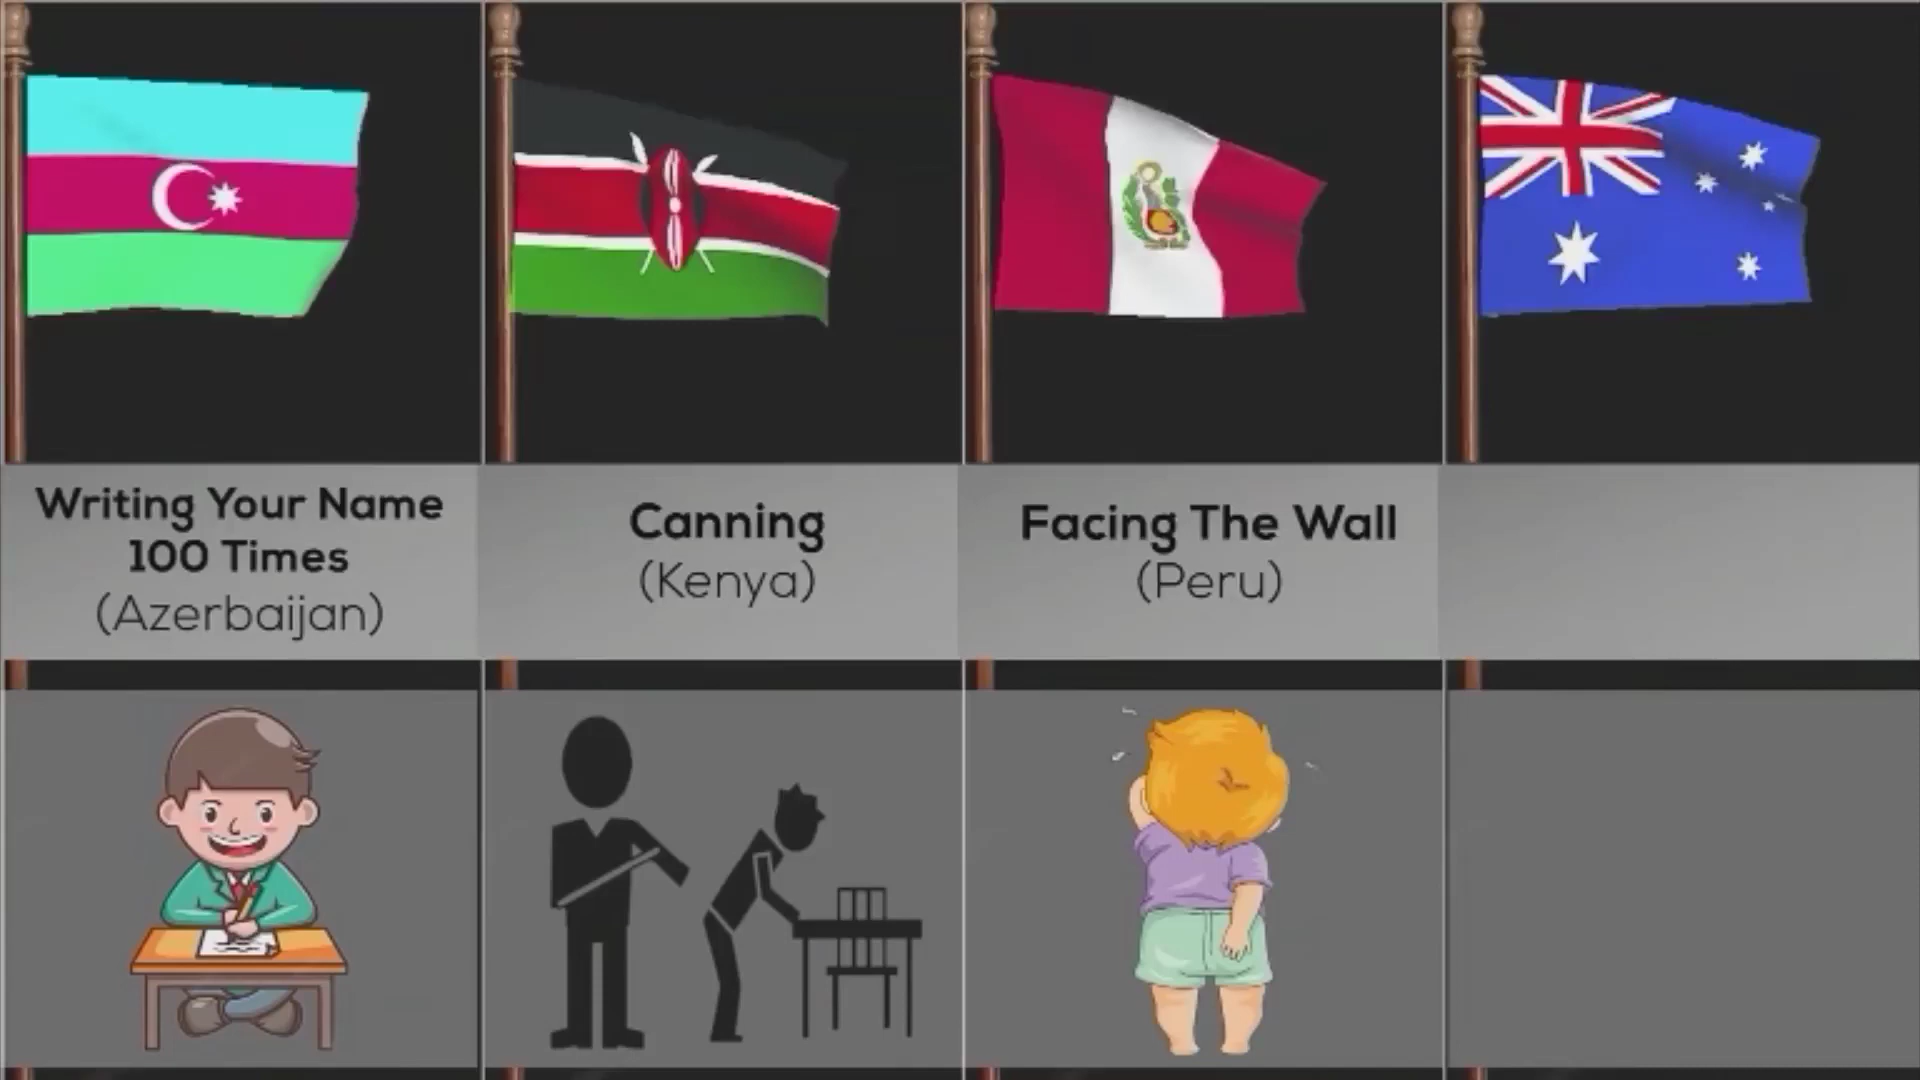 Writing Your Name
100 Times
(Azerbaijan)
Canning
(Kenya)
Facing The Wall
(Peru)